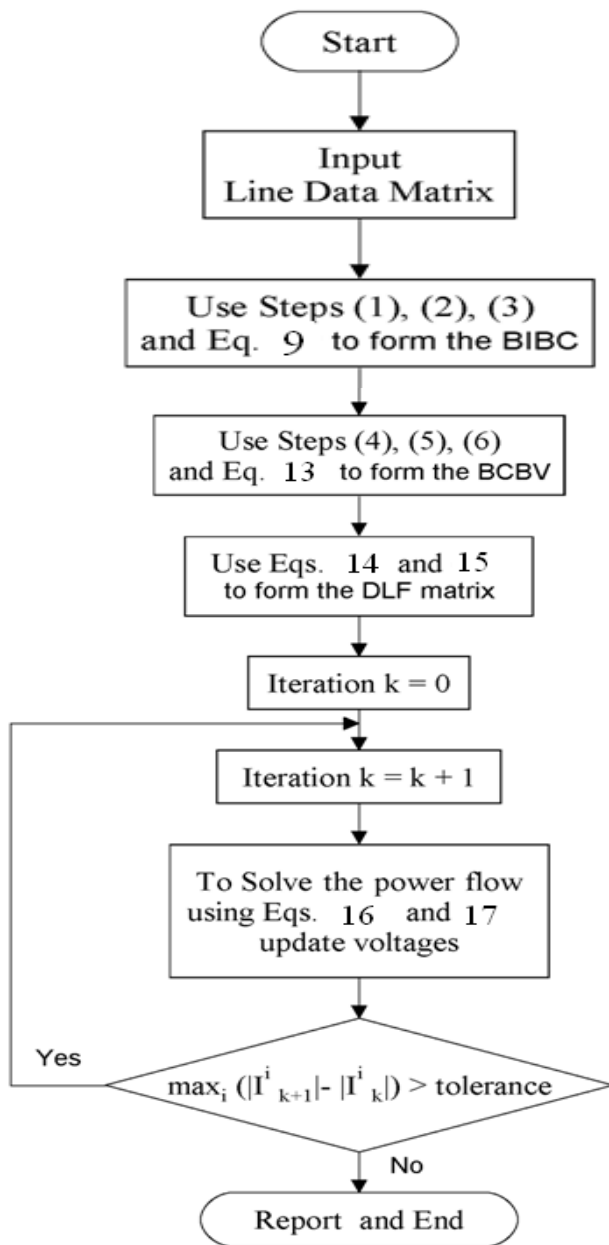 Start
Input
Line Data Matrix
Use Steps (1), (2), (3)
and Eq. 9 to form the BIBC
Use Steps (4), (5), (6)
and Eq. 13 to form the BCBV
Use Eqs. 14 and 15
to form the DLF matrix
Iteration k = 0
Iteration k = k + 1
To Solve the power flow
using Eqs. 16 and 17
update voltages
Yes
maxᵢ (|Iⁱₖ₊₁|- |Iⁱₖ|) > tolerance
No
Report and End